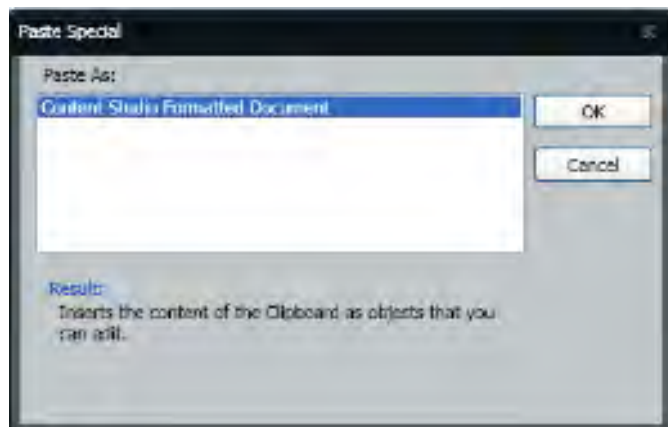 Paste Special
Paste As:
Content Studio Formatted Document
OK
Cancel
Result:
Inserts the content of the Clipboard as objects that you
can edit.